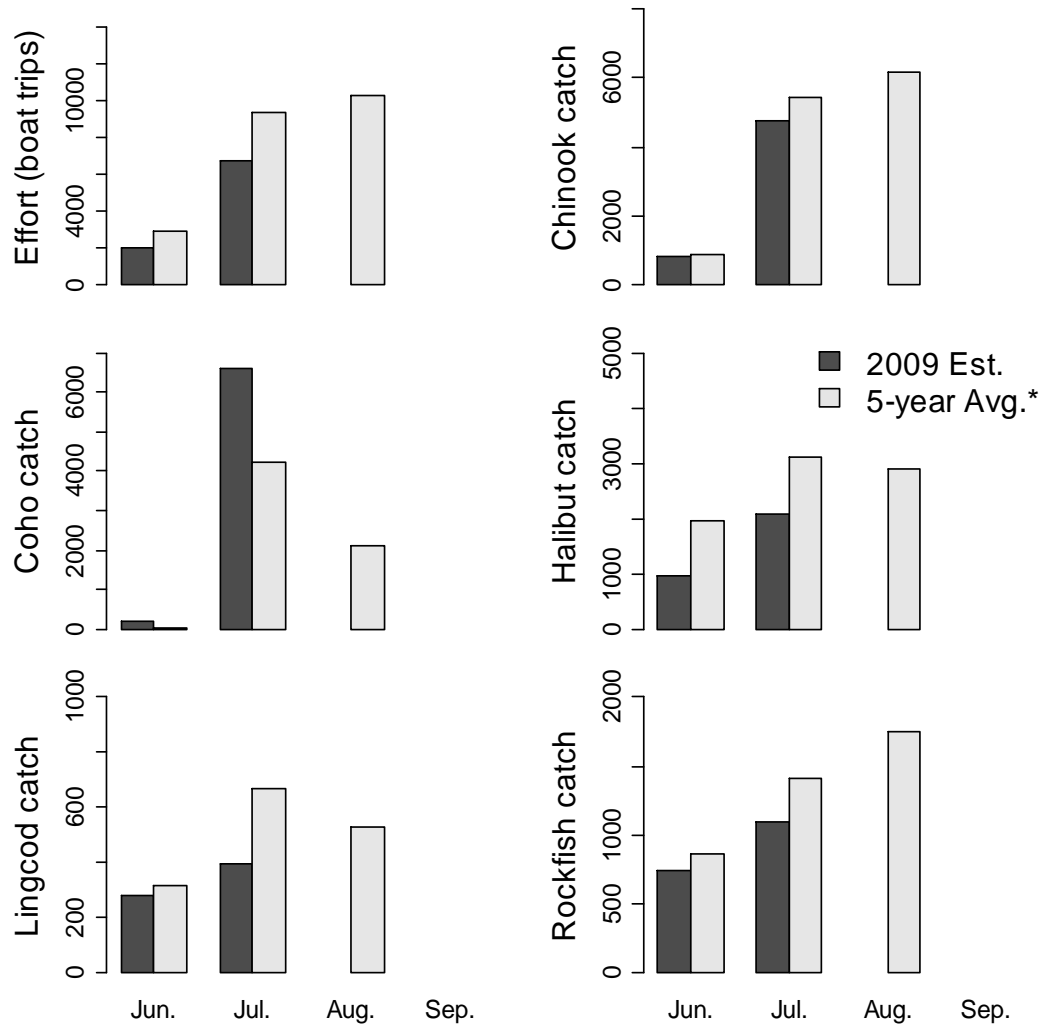 Effort (boat trips)
0
4000
10000
Chinook catch
0
2000
6000
Coho catch
0
2000
4000
6000
Halibut catch
0
1000
3000
5000
2009 Est.
5-year Avg.*
Lingcod catch
0
200
600
1000
Rockfish catch
0
500
1000
2000
Jun. Jul. Aug. Sep.
Jun. Jul. Aug. Sep.